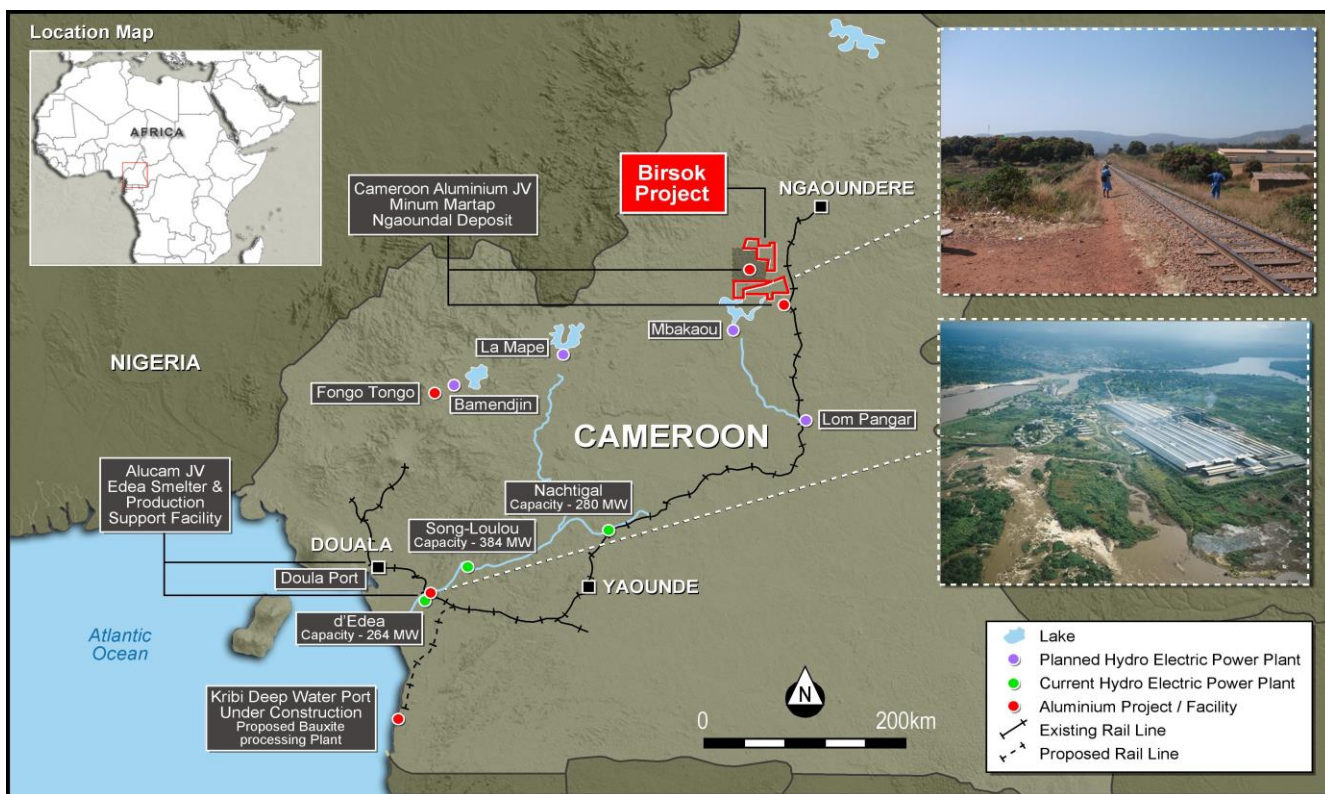 Location Map
AFRICA
Birsok
Project
NGAOUNDERE
Cameroon Aluminium JV
Minum Martap
Ngaoundal Deposit
Mbakaou
La Mape
NIGERIA
Fongo Tongo
Bamendjin
Lom Pangar
CAMEROON
Alucam JV
Edea Smelter &
Production
Support Facility
Nachtigal
Capacity - 280 MW
Song-Loulou
Capacity - 384 MW
DOUALA
Doula Port
YAOUNDE
d'Edea
Capacity - 264 MW
Atlantic
Ocean
Kribi Deep Water Port
Under Construction
Proposed Bauxite
processing Plant
N
0 200km
Lake
Planned Hydro Electric Power Plant
Current Hydro Electric Power Plant
Aluminium Project / Facility
Existing Rail Line
Proposed Rail Line